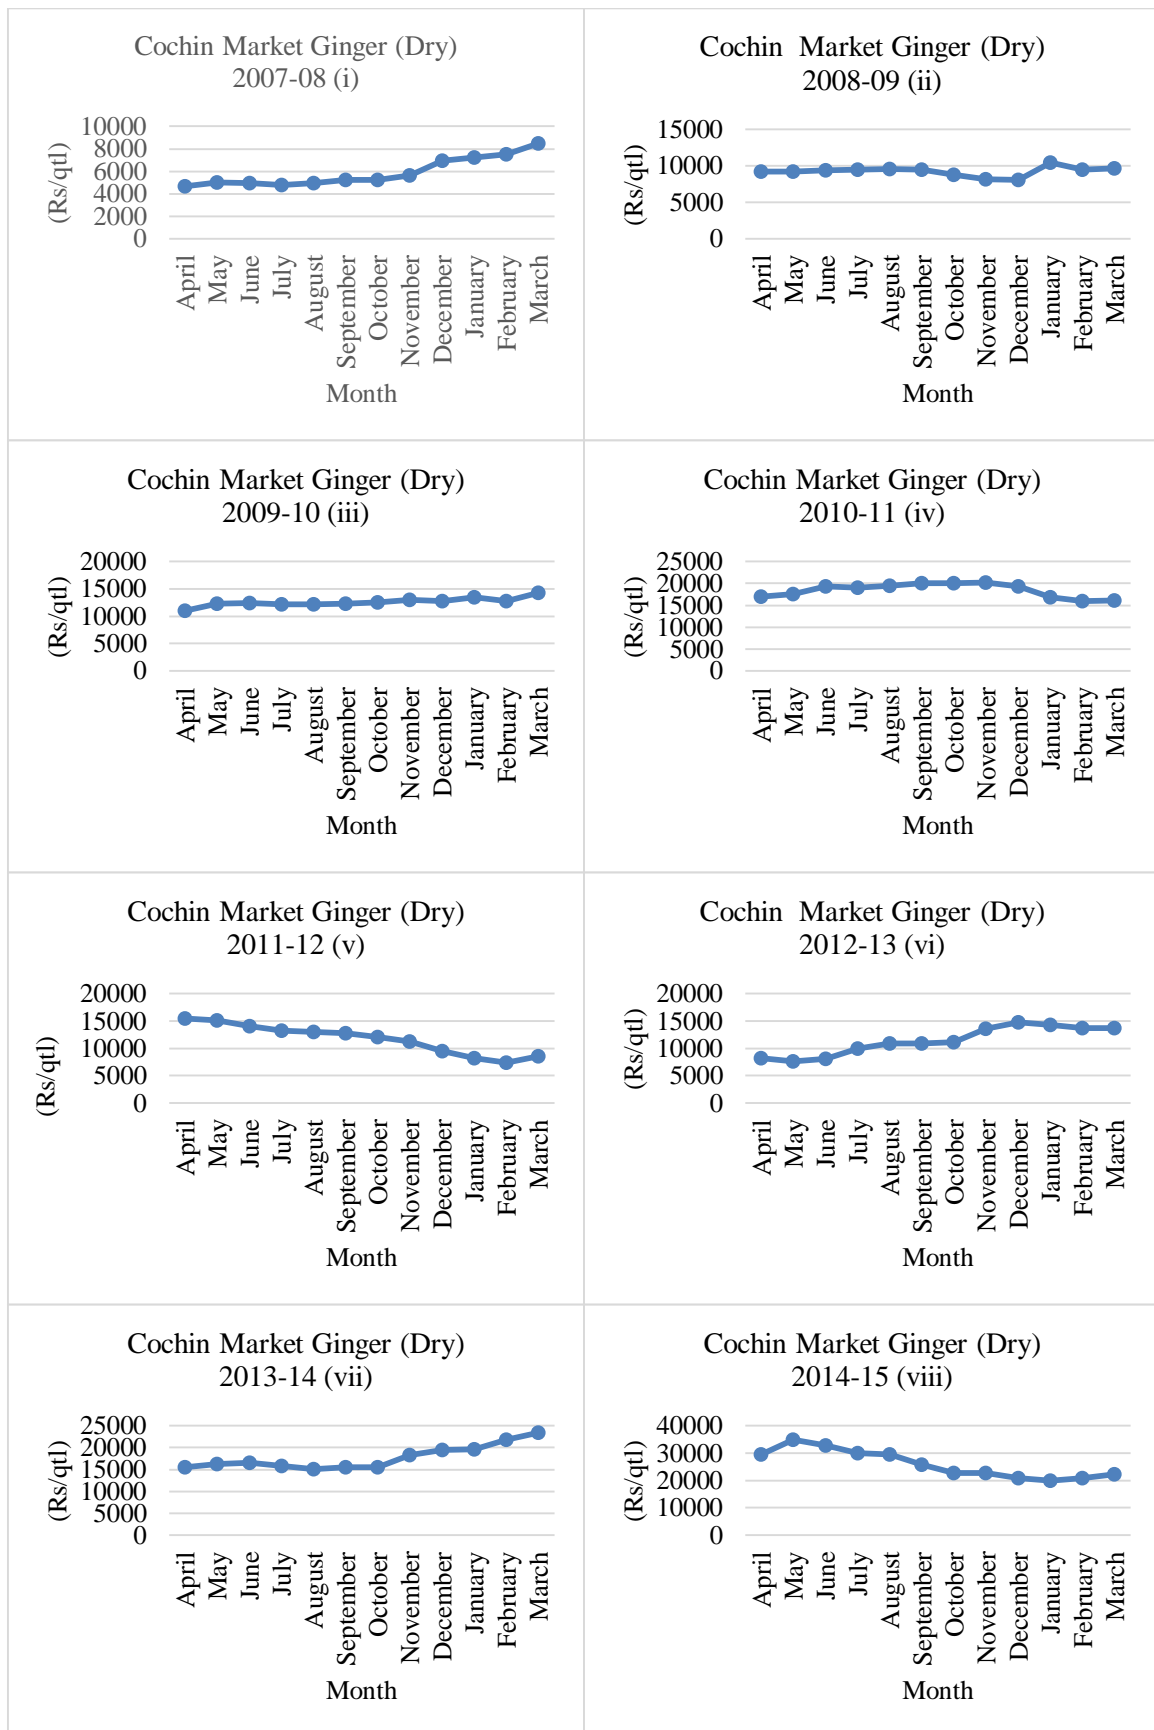 Cochin Market Ginger (Dry)
2007-08 (i)
(Rs/qtl)
10000
8000
6000
4000
2000
0
April
May
June
July
August
September
October
November
December
January
February
March
Month
Cochin  Market Ginger (Dry)
2008-09 (ii)
(Rs/qtl)
15000
10000
5000
0
April
May
June
July
August
September
October
November
December
January
February
March
Month
Cochin Market Ginger (Dry)
2009-10 (iii)
(Rs/qtl)
20000
15000
10000
5000
0
April
May
June
July
August
September
October
November
December
January
February
March
Month
Cochin Market Ginger (Dry)
2010-11 (iv)
(Rs/qtl)
25000
20000
15000
10000
5000
0
April
May
June
July
August
September
October
November
December
January
February
March
Month
Cochin Market Ginger (Dry)
2011-12 (v)
(Rs/qtl)
20000
15000
10000
5000
0
April
May
June
July
August
September
October
November
December
January
February
March
Month
Cochin  Market Ginger (Dry)
2012-13 (vi)
(Rs/qtl)
20000
15000
10000
5000
0
April
May
June
July
August
September
October
November
December
January
February
March
Month
Cochin Market Ginger (Dry)
2013-14 (vii)
(Rs/qtl)
25000
20000
15000
10000
5000
0
April
May
June
July
August
September
October
November
December
January
February
March
Month
Cochin Market Ginger (Dry)
2014-15 (viii)
(Rs/qtl)
40000
30000
20000
10000
0
April
May
June
July
August
September
October
November
December
January
February
March
Month